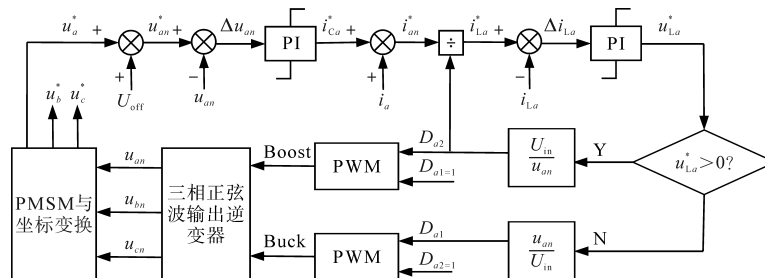 u*a + u*an + Δuan PI i*Ca + i*an ÷ i*La + ΔiLa PI u*La
+ − + −
u*b u*c Uoff uan ia iLa
u*La>0?
Y
N
Uin/uan
uan/Uin
Da2
Da1=1
Da1
Da2=1
PWM
PWM
Boost
Buck
三相正弦
波输出逆
变器
uan
ubn
ucn
PMSM与
坐标变换